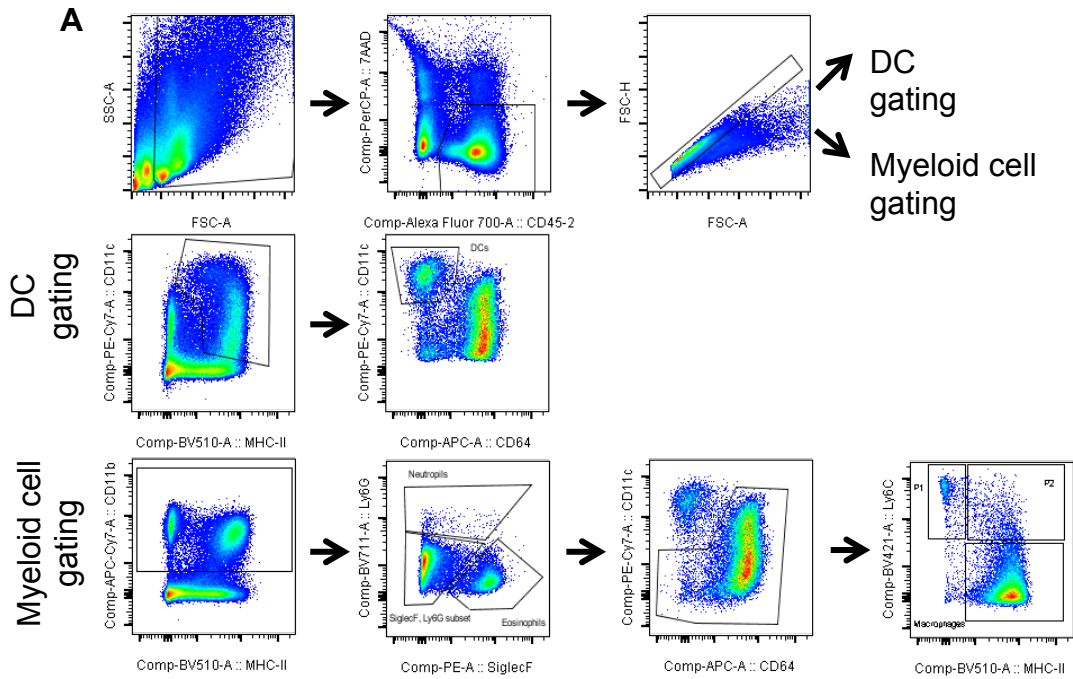 A
SSC-A
FSC-A
Comp-PerCP-A :: 7AAD
Comp-Alexa Fluor 700-A :: CD45-2
FSC-H
FSC-A
DC
gating
Myeloid cell
gating
DC
gating
Comp-PE-Cy7-A :: CD11c
Comp-BV510-A :: MHC-II
Comp-PE-Cy7-A :: CD11c
DCs
Comp-APC-A :: CD64
Myeloid cell
gating
Comp-APC-Cy7-A :: CD11b
Comp-BV510-A :: MHC-II
Comp-BV711-A :: Ly6G
Neutropils
SiglecF, Ly6G subset
Eosinophils
Comp-PE-A :: SiglecF
Comp-PE-Cy7-A :: CD11c
Comp-APC-A :: CD64
Comp-BV421-A :: Ly6C
P1
P2
Macrophages
Comp-BV510-A :: MHC-II